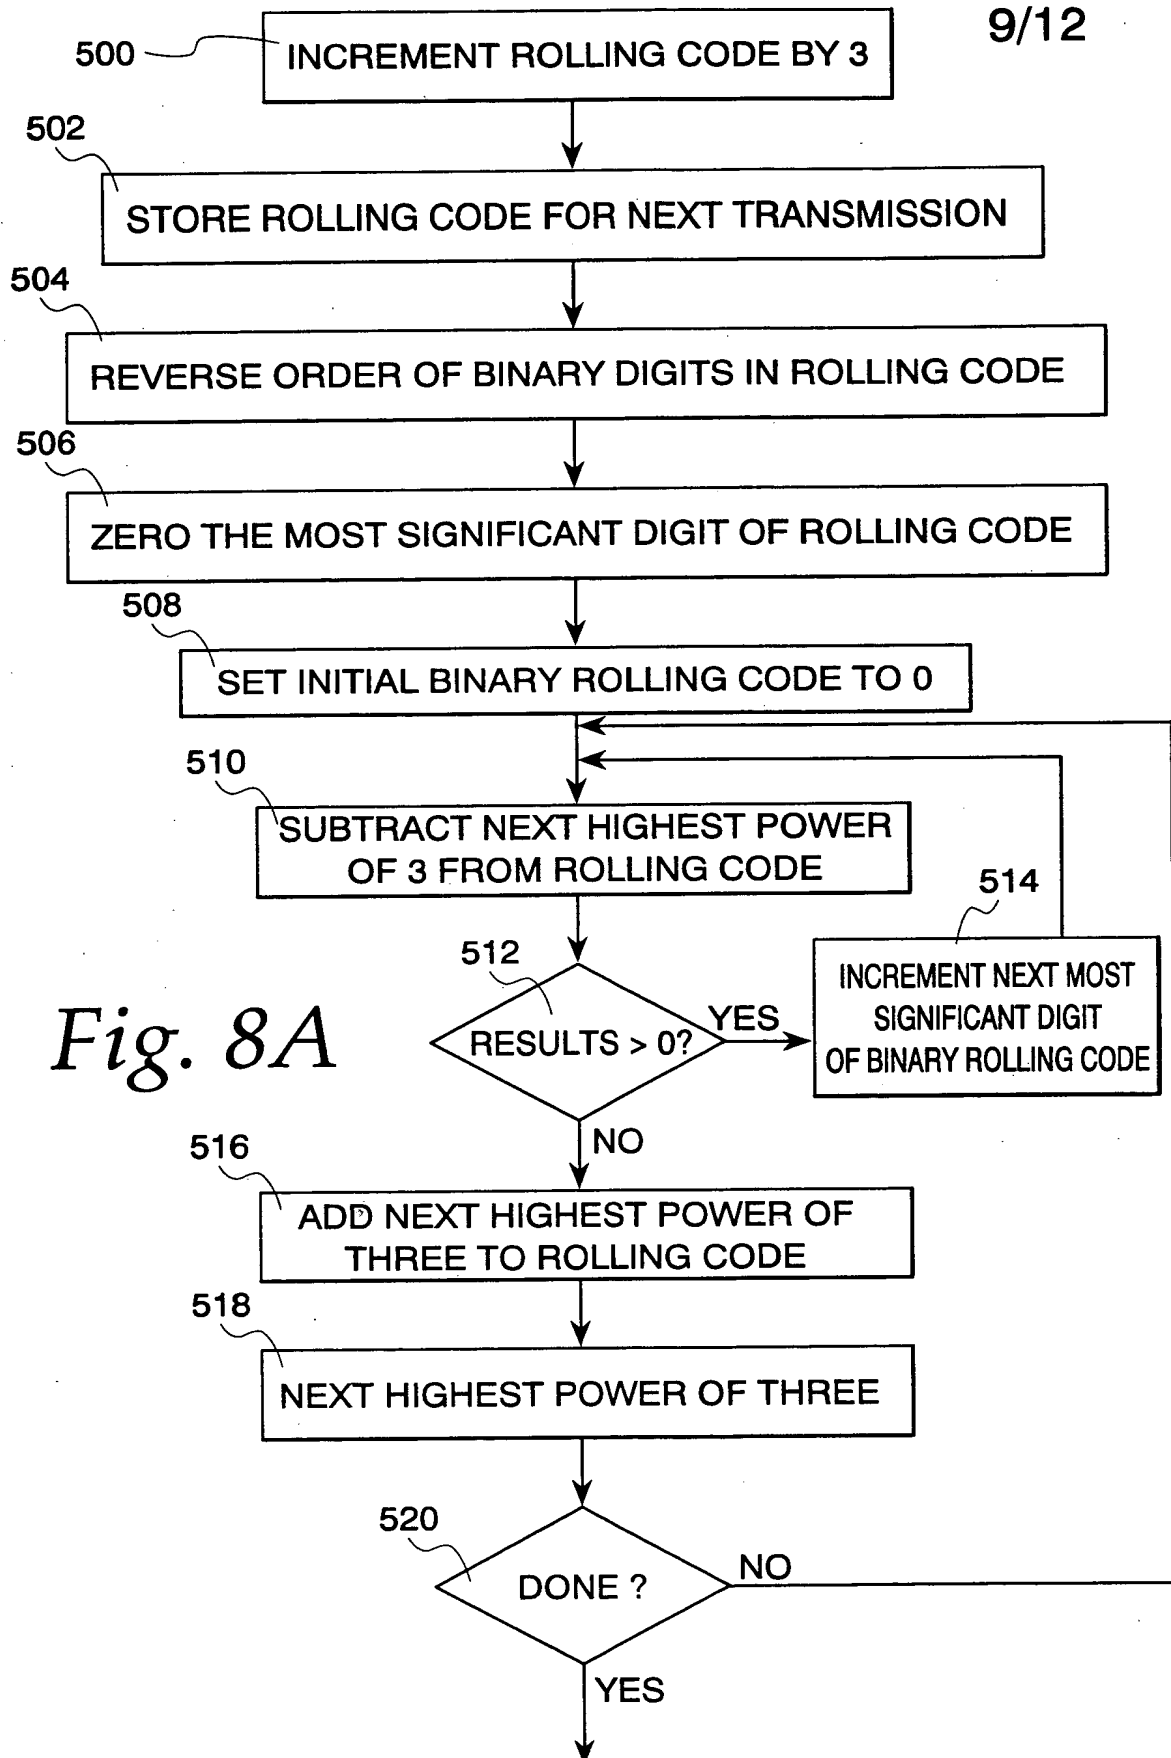 9/12
500
INCREMENT ROLLING CODE BY 3
502
STORE ROLLING CODE FOR NEXT TRANSMISSION
504
REVERSE ORDER OF BINARY DIGITS IN ROLLING CODE
506
ZERO THE MOST SIGNIFICANT DIGIT OF ROLLING CODE
508
SET INITIAL BINARY ROLLING CODE TO 0
510
SUBTRACT NEXT HIGHEST POWER
OF 3 FROM ROLLING CODE
514
INCREMENT NEXT MOST
SIGNIFICANT DIGIT
OF BINARY ROLLING CODE
512
RESULTS > 0?
YES
Fig. 8A
NO
516
ADD NEXT HIGHEST POWER OF
THREE TO ROLLING CODE
518
NEXT HIGHEST POWER OF THREE
520
DONE ?
NO
YES